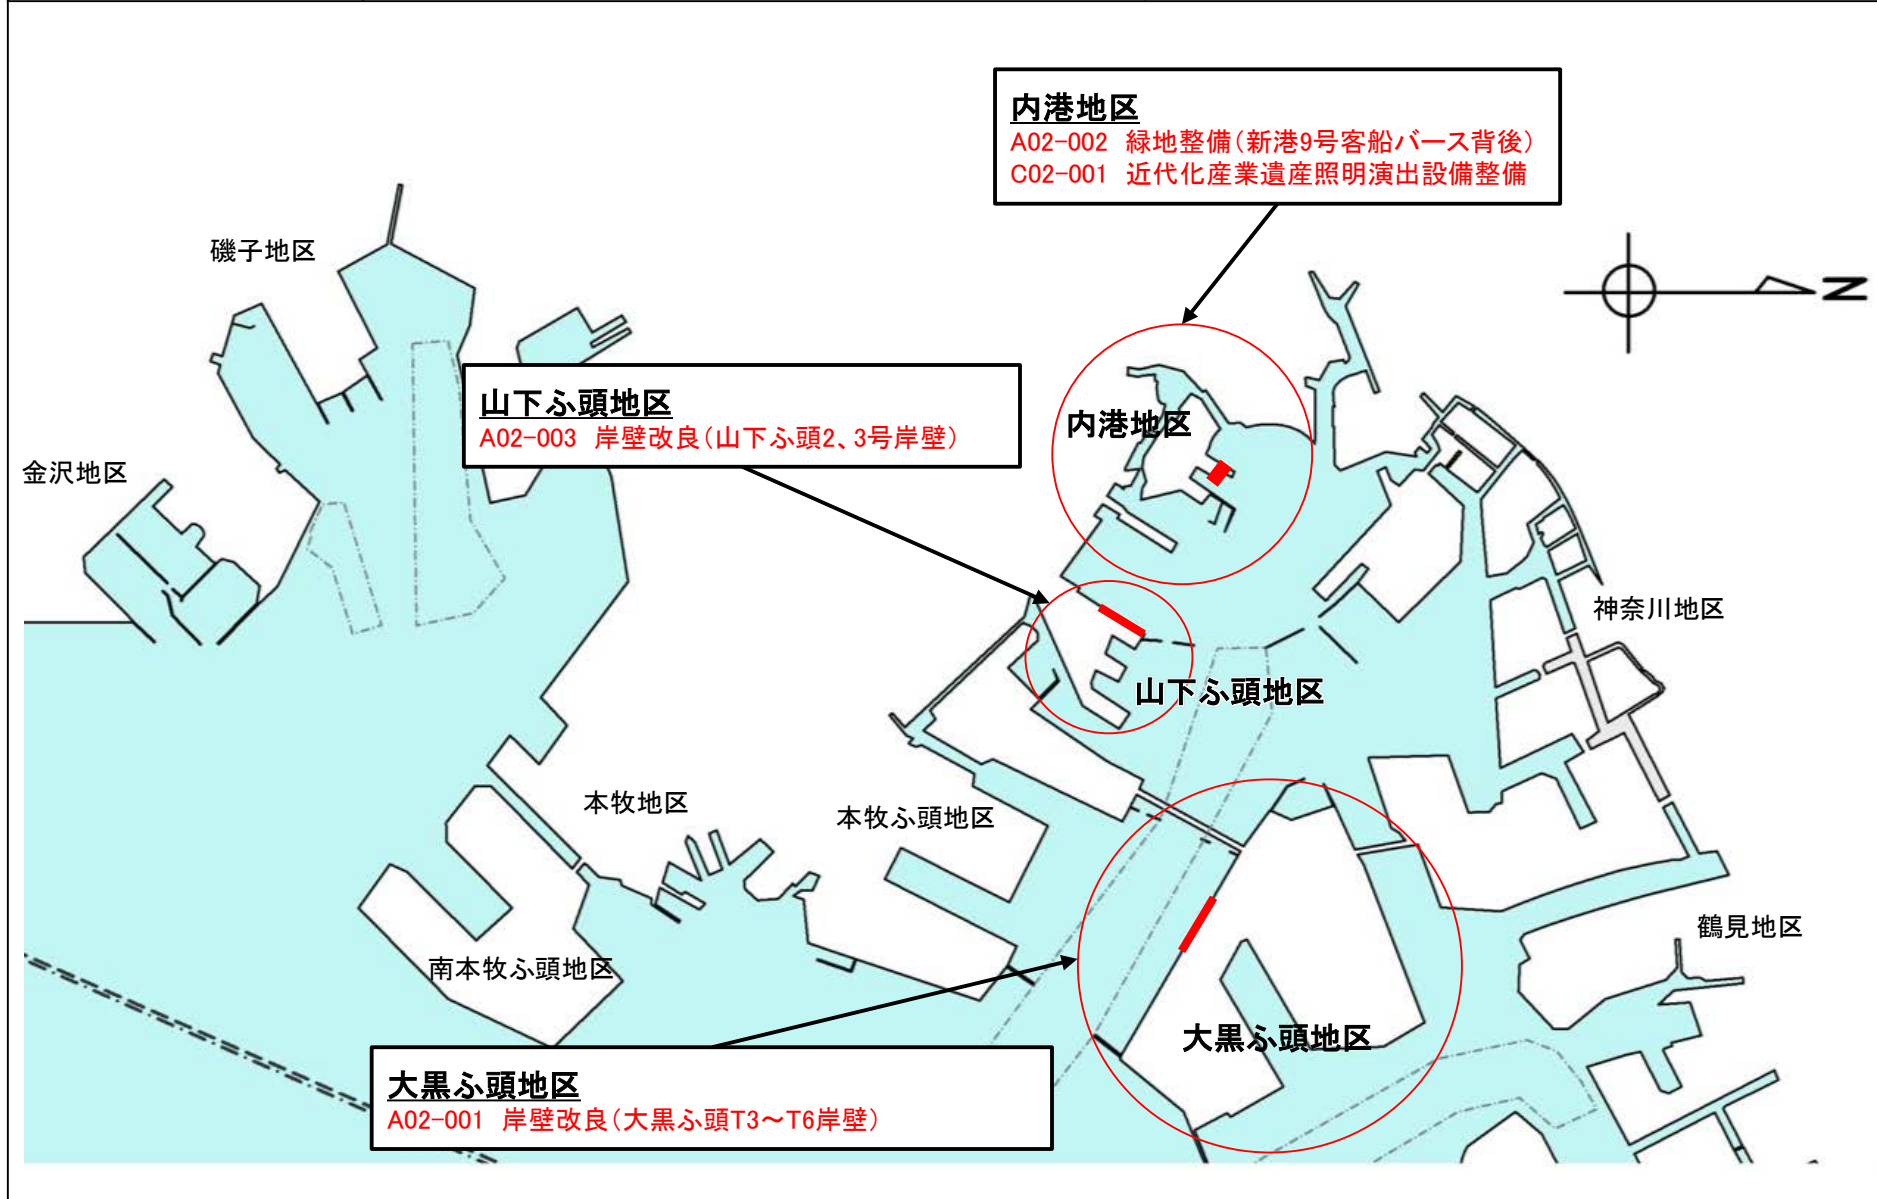 内港地区
A02-002 緑地整備(新港9号客船バース背後)
C02-001 近代化産業遺産照明演出設備整備
磯子地区
N
山下ふ頭地区
A02-003 岸壁改良(山下ふ頭2、3号岸壁)
内港地区
金沢地区
神奈川地区
山下ふ頭地区
本牧地区
本牧ふ頭地区
鶴見地区
南本牧ふ頭地区
大黒ふ頭地区
大黒ふ頭地区
A02-001 岸壁改良(大黒ふ頭T3～T6岸壁)